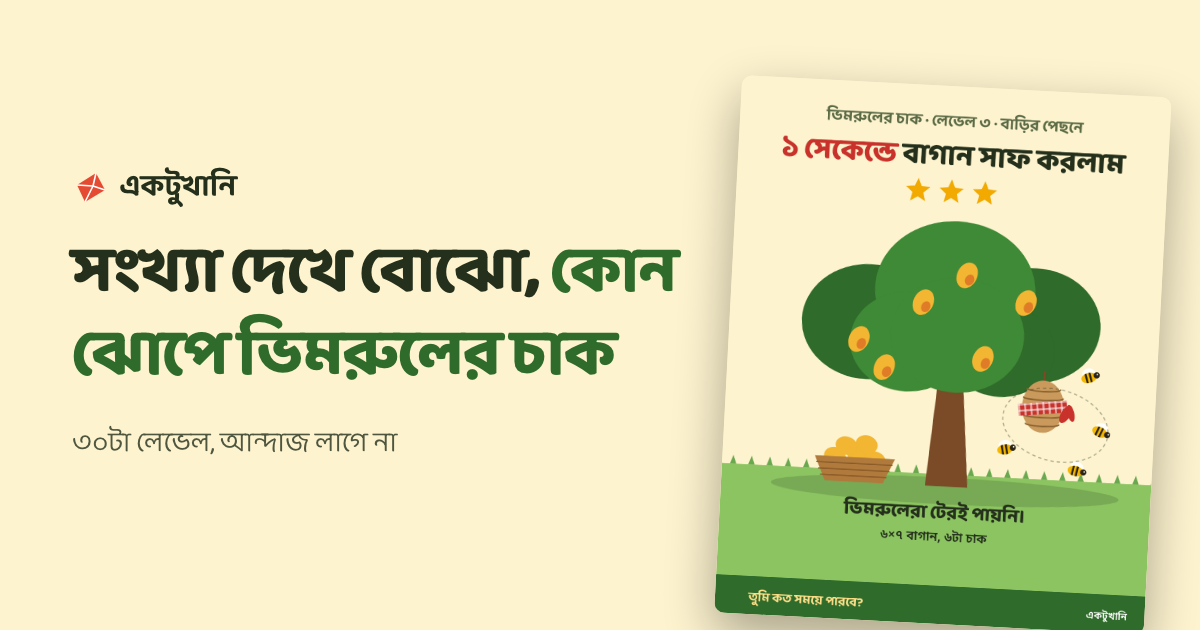 একটুখানি
সংখ্যা দেখে বোঝো, কোন
ঝোপে ভিমরুলের চাক
৩০টা লেভেল, আন্দাজ লাগে না
ভিমরুলের চাক · লেভেল ৩ · বাড়ির পেছনে
১ সেকেন্ডে বাগান সাফ করলাম
ভিমরুলেরা টেরই পায়নি।
৬×৭ বাগান, ৬টা চাক
তুমি কত সময়ে পারবে?
একটুখানি